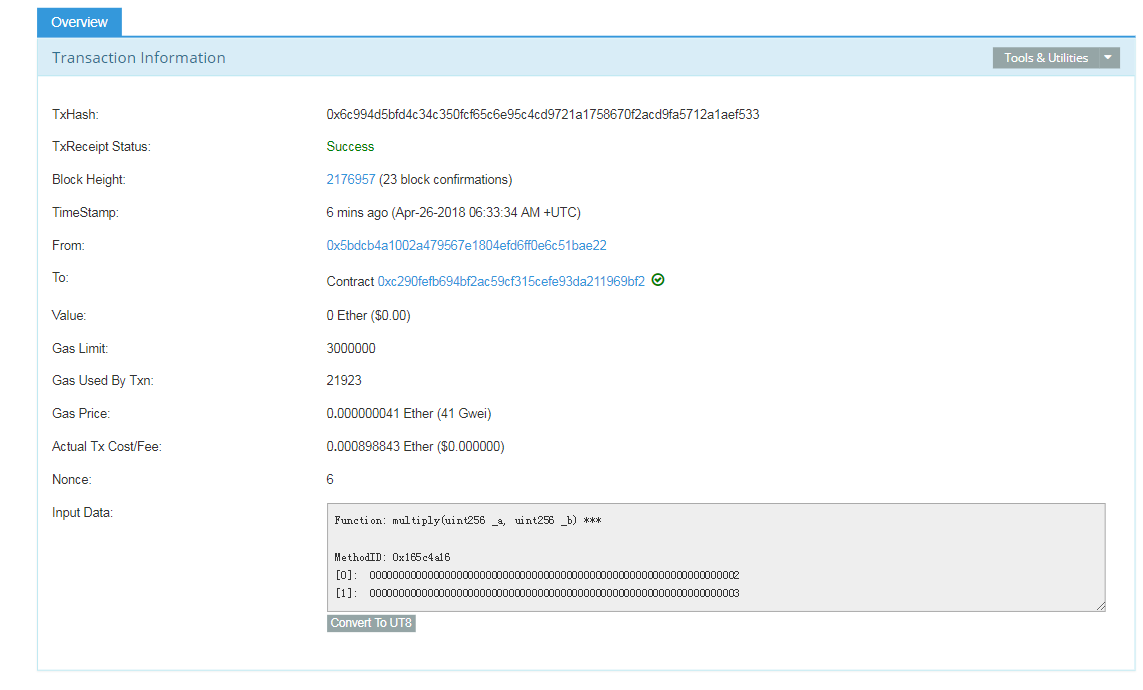 Overview
Transaction Information
Tools & Utilities
TxHash: 0x6c994d5bfd4c34c350fcf65c6e95c4cd9721a1758670f2acd9fa5712a1aef533
TxReceipt Status: Success
Block Height: 2176957 (23 block confirmations)
TimeStamp: 6 mins ago (Apr-26-2018 06:33:34 AM +UTC)
From: 0x5bdcb4a1002a479567e1804efd6ff0e6c51bae22
To: Contract 0xc290fefb694bf2ac59cf315cefe93da211969bf2
Value: 0 Ether ($0.00)
Gas Limit: 3000000
Gas Used By Txn: 21923
Gas Price: 0.000000041 Ether (41 Gwei)
Actual Tx Cost/Fee: 0.000898843 Ether ($0.000000)
Nonce: 6
Input Data:
Function: multiply(uint256 _a, uint256 _b) ***
MethodID: 0x165c4a16
[0]: 0000000000000000000000000000000000000000000000000000000000000002
[1]: 0000000000000000000000000000000000000000000000000000000000000003
Convert To UT8